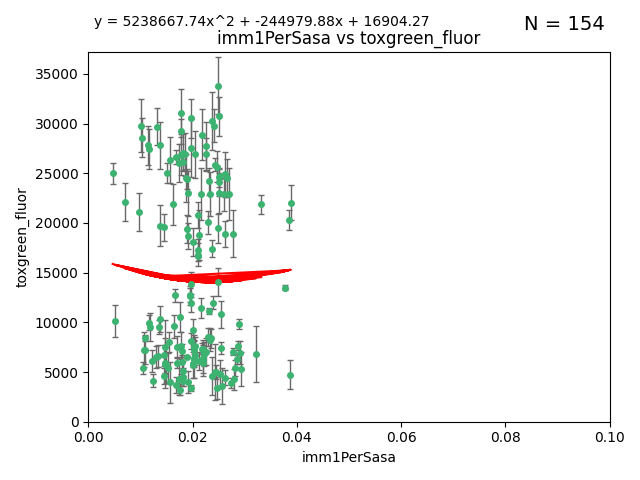 y = 5238667.74x^2 + -244979.88x + 16904.27
N = 154
imm1PerSasa vs toxgreen_fluor
35000
30000
25000
20000
15000
10000
5000
0
toxgreen_fluor
0.00 0.02 0.04 0.06 0.08 0.10
imm1PerSasa